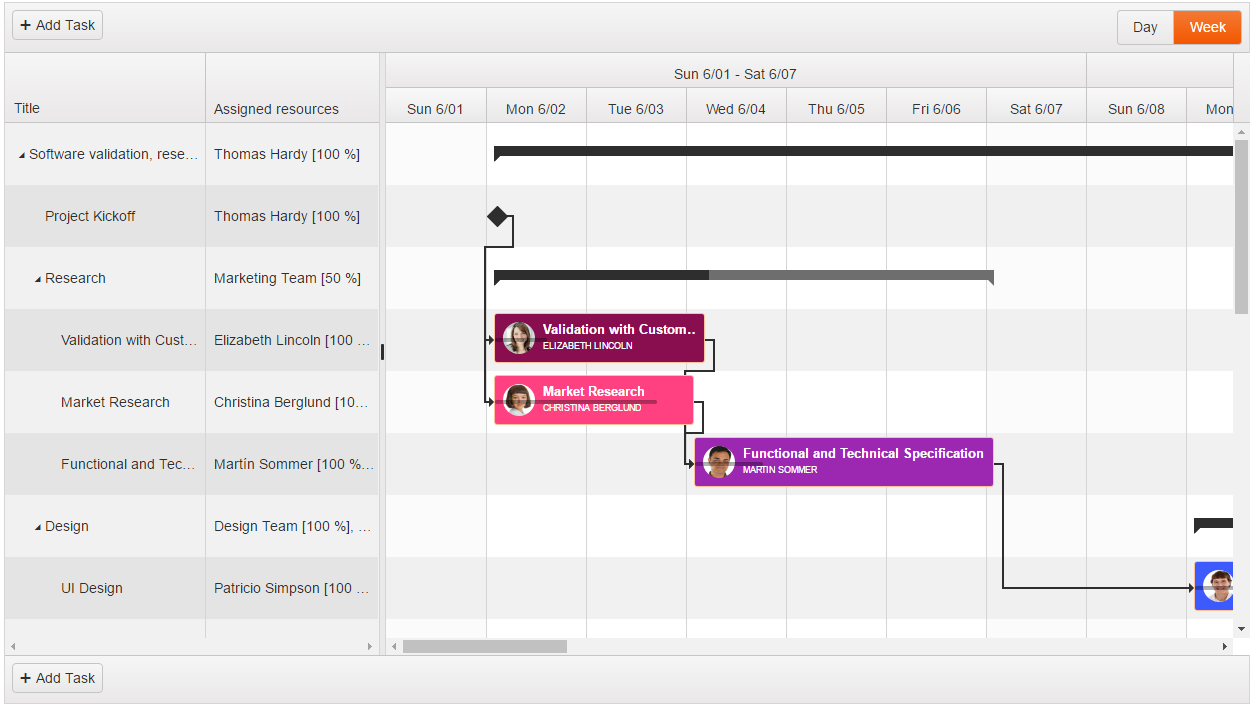 + Add Task
Day Week
Sun 6/01 - Sat 6/07
Title Assigned resources Sun 6/01 Mon 6/02 Tue 6/03 Wed 6/04 Thu 6/05 Fri 6/06 Sat 6/07 Sun 6/08 Mon
Software validation, rese... Thomas Hardy [100 %]
Project Kickoff Thomas Hardy [100 %]
Research Marketing Team [50 %]
Validation with Cust... Elizabeth Lincoln [100 ...
Validation with Custom...
ELIZABETH LINCOLN
Market Research Christina Berglund [10...
Market Research
CHRISTINA BERGLUND
Functional and Tec... Martín Sommer [100 %...
Functional and Technical Specification
MARTIN SOMMER
Design Design Team [100 %], ...
UI Design Patricio Simpson [100 ...
+ Add Task